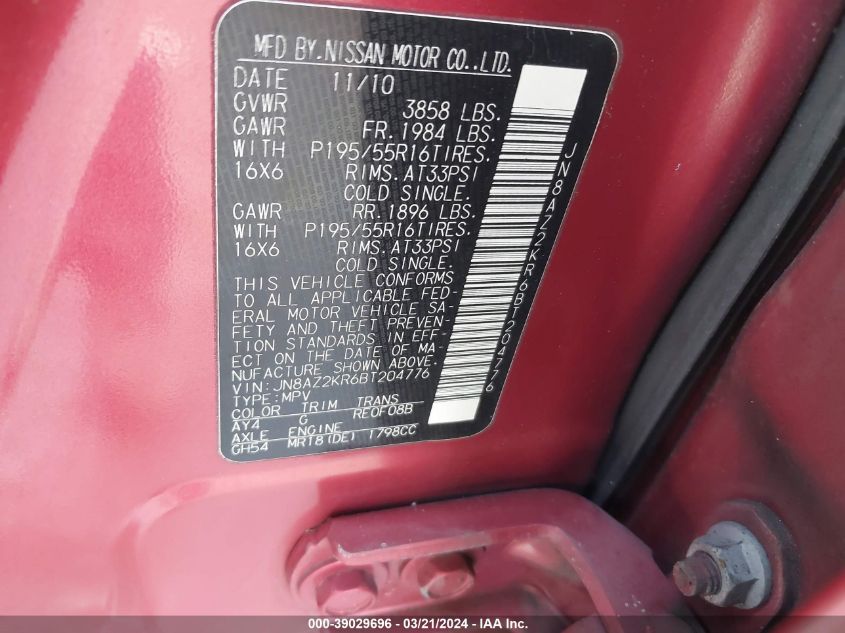 MFD BY.NISSAN MOTOR CO.,LTD.
DATE 11/10
GVWR 3858 LBS.
GAWR FR.1984 LBS.
WITH P195/55R16TIRES.
16X6 RIMS.AT33PSI
COLD SINGLE.
GAWR RR.1896 LBS.
WITH P195/55R16TIRES.
16X6 RIMS.AT33PSI
COLD SINGLE.
THIS VEHICLE CONFORMS
TO ALL APPLICABLE FED-
ERAL MOTOR VEHICLE SA-
FETY AND THEFT PREVEN-
TION STANDARDS IN EFF-
ECT ON THE DATE OF MA-
NUFACTURE SHOWN ABOVE.
VIN:JN8AZ2KR6BT204776
TYPE:MPV
COLOR TRIM TRANS
AY4 G RE0F08B
AXLE ENGINE
GH54 MR18(DE) 1798CC
JN8AZ2KR6BT204776
000-39029696 - 03/21/2024 - IAA Inc.